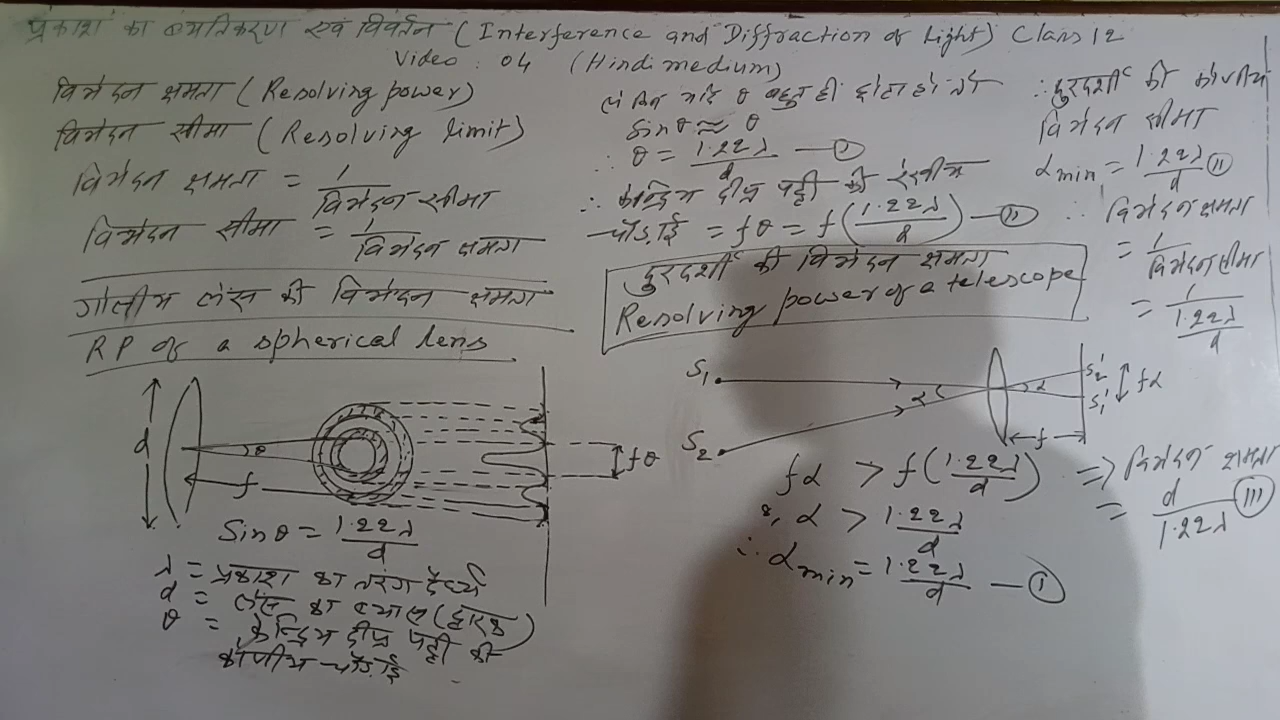 प्रकाश का व्यतिकरण एवं विवर्तन (Interference and Diffraction of Light) Class 12
Video : 04 (Hindi medium)
विभेदन क्षमता (Resolving power)
विभेदन सीमा (Resolving limit)
विभेदन क्षमता = 1/विभेदन सीमा
विभेदन सीमा = 1/विभेदन क्षमता
गोलीय लेंस की विभेदन क्षमता
RP of a spherical lens
d
θ
f
fθ
Sinθ = 1.22λ/d
λ = प्रकाश का तरंग दैर्ध्य
d = लेंस का व्यास (द्वारक)
θ = केन्द्रिय दीप्त पट्टी की
कोणीय चौड़ाई
लेकिन यदि θ बहुत ही छोटा हो तो
Sinθ ≈ θ
∴ θ = 1.22λ/d — (I)
∴ केन्द्रिय दीप्त पट्टी की रेखीय
चौड़ाई = fθ = f(1.22λ/d) — (II)
दुरदर्शी की विभेदन क्षमता
Resolving power of a telescope
S₁
S₂
α
α
S₂'
S₁'
fα
f
fα > f(1.22λ/d)
α > 1.22λ/d
∴ αmin = 1.22λ/d — (I)
∴ दुरदर्शी की कोणीय
विभेदन सीमा
αmin = 1.22λ/d (II)
∴ विभेदन क्षमता
= 1/विभेदन सीमा
= 1/(1.22λ/d)
=> विभेदन क्षमता
= d/1.22λ (III)